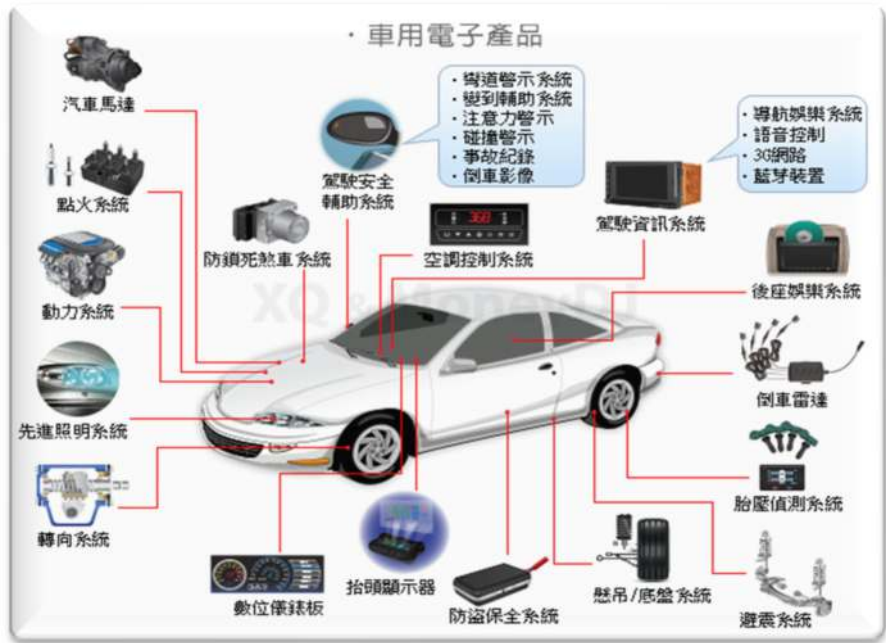 ・車用電子產品
汽車馬達
點火系統
動力系統
先進照明系統
轉向系統
防鎖死煞車系統
駕駛安全
輔助系統
・彎道警示系統
・變到輔助系統
・注意力警示
・碰撞警示
・事故紀錄
・倒車影像
368
空調控制系統
駕駛資訊系統
・導航娛樂系統
・語音控制
・3G網路
・藍芽裝置
後座娛樂系統
倒車雷達
胎壓偵測系統
避震系統
懸吊/底盤系統
防盜保全系統
抬頭顯示器
數位儀錶板
XQ & MoneyDJ